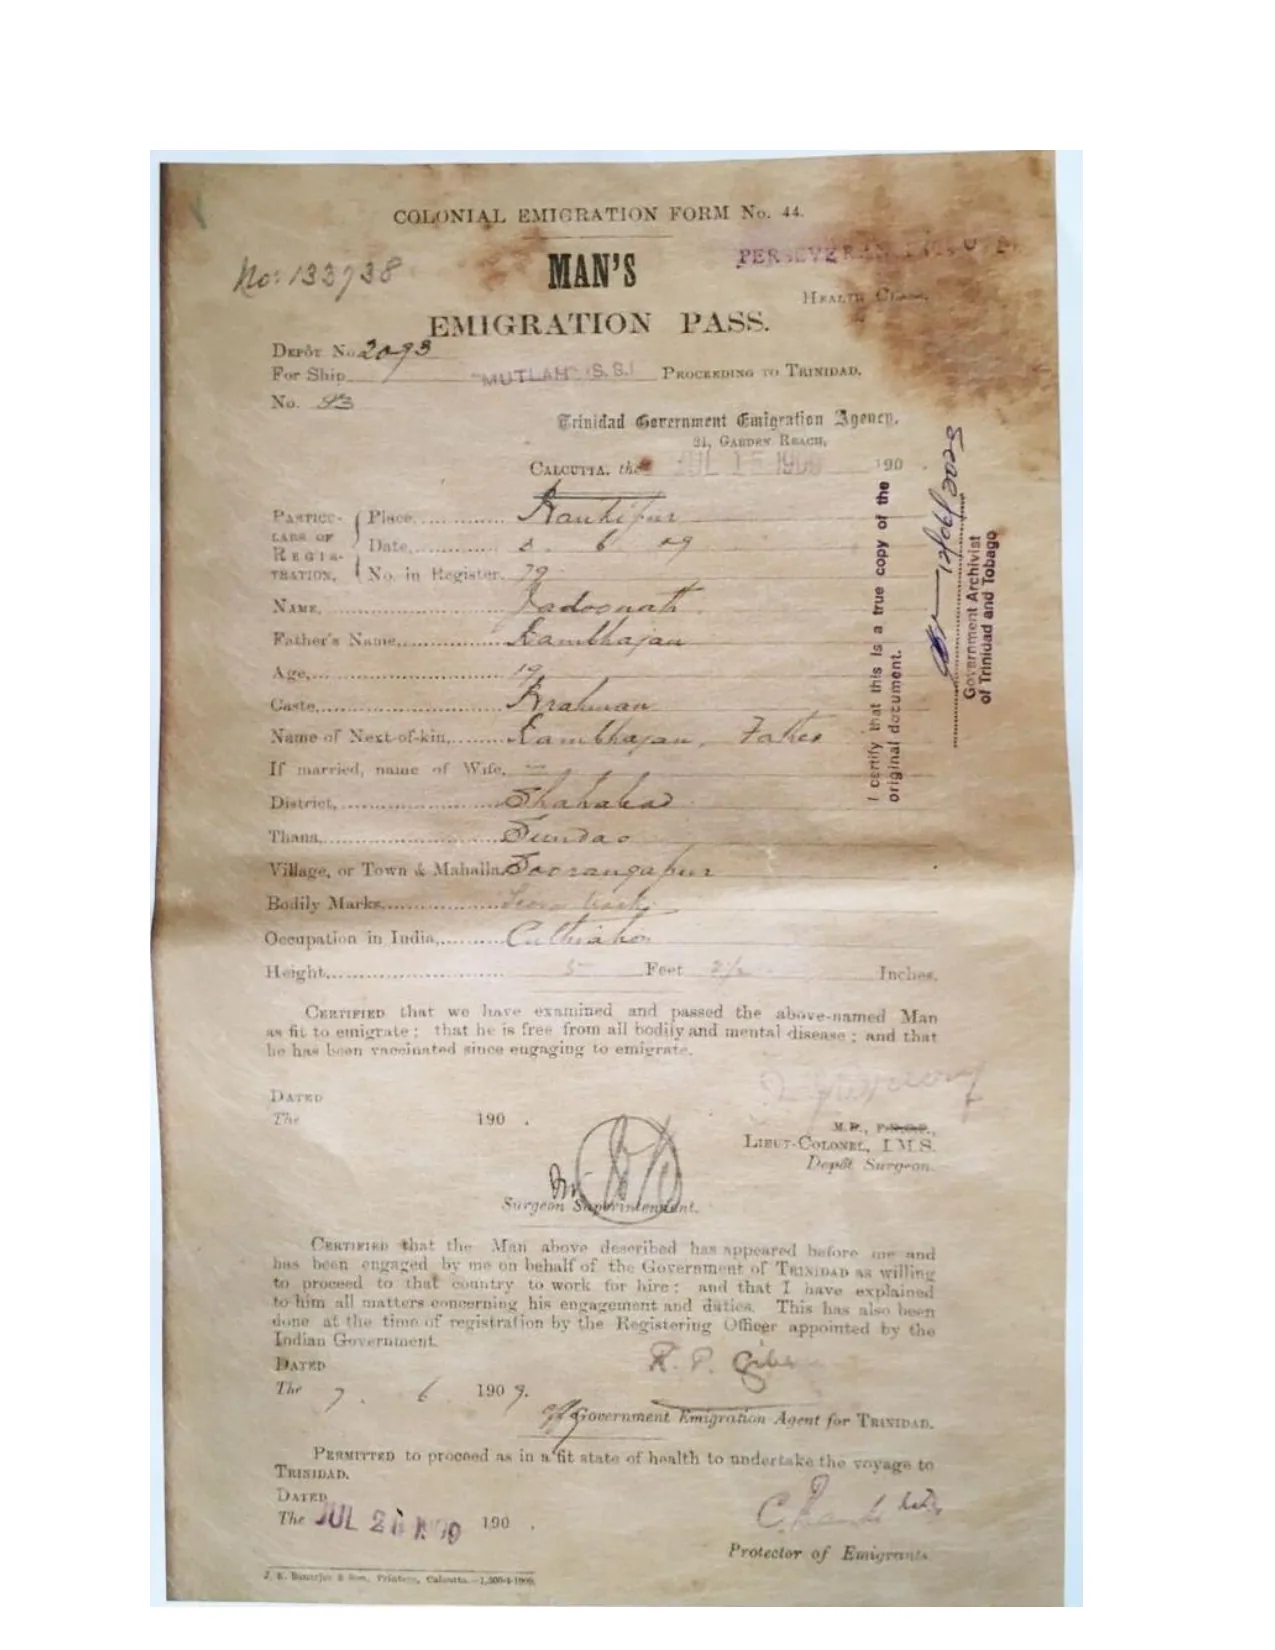 COLONIAL EMIGRATION FORM No. 44.
No: 133938
MAN'S
HEALTH CLASS.
EMIGRATION PASS.
DEPÔT No. 2093
For Ship "MUTLAH" (S.S.) PROCEEDING TO TRINIDAD.
No. 93
Trinidad Government Emigration Agency,
21, GARDEN REACH,
CALCUTTA, the JUL 190 .
PARTICULARS OF REGISTRATION,
Place, Bankipur
Date, 6 09
No. in Register, 79
NAME, Jadoonath
Father's Name, Rambhajan
Age, 19
Caste, Brahman
Name of Next-of-kin, Rambhajan, Father
If married, name of Wife, —
District, Shahabad
Thana,
Village, or Town & Mahalla,
Bodily Marks,
Occupation in India, Cultivation
Height, 5 Feet 2½ Inches.
CERTIFIED that we have examined and passed the above-named Man
as fit to emigrate ; that he is free from all bodily and mental disease ; and that
he has been vaccinated since engaging to emigrate.
DATED
The 190 .
LIEUT-COLONEL, I.M.S.
Depôt Surgeon.
Surgeon Superintendent.
CERTIFIED that the Man above described has appeared before me and
has been engaged by me on behalf of the Government of TRINIDAD as willing
to proceed to that country to work for hire ; and that I have explained
to him all matters concerning his engagement and duties. This has also been
done at the time of registration by the Registering Officer appointed by the
Indian Government.
DATED
The 7. 6 1909.
Government Emigration Agent for TRINIDAD.
PERMITTED to proceed as in a fit state of health to undertake the voyage to
TRINIDAD.
DATED
The JUL 190 .
Protector of Emigrants.
J. N. Banerjee & Son, Printers, Calcutta.
I certify that this is a true copy of the
original document.
Government Archivist
of Trinidad and Tobago